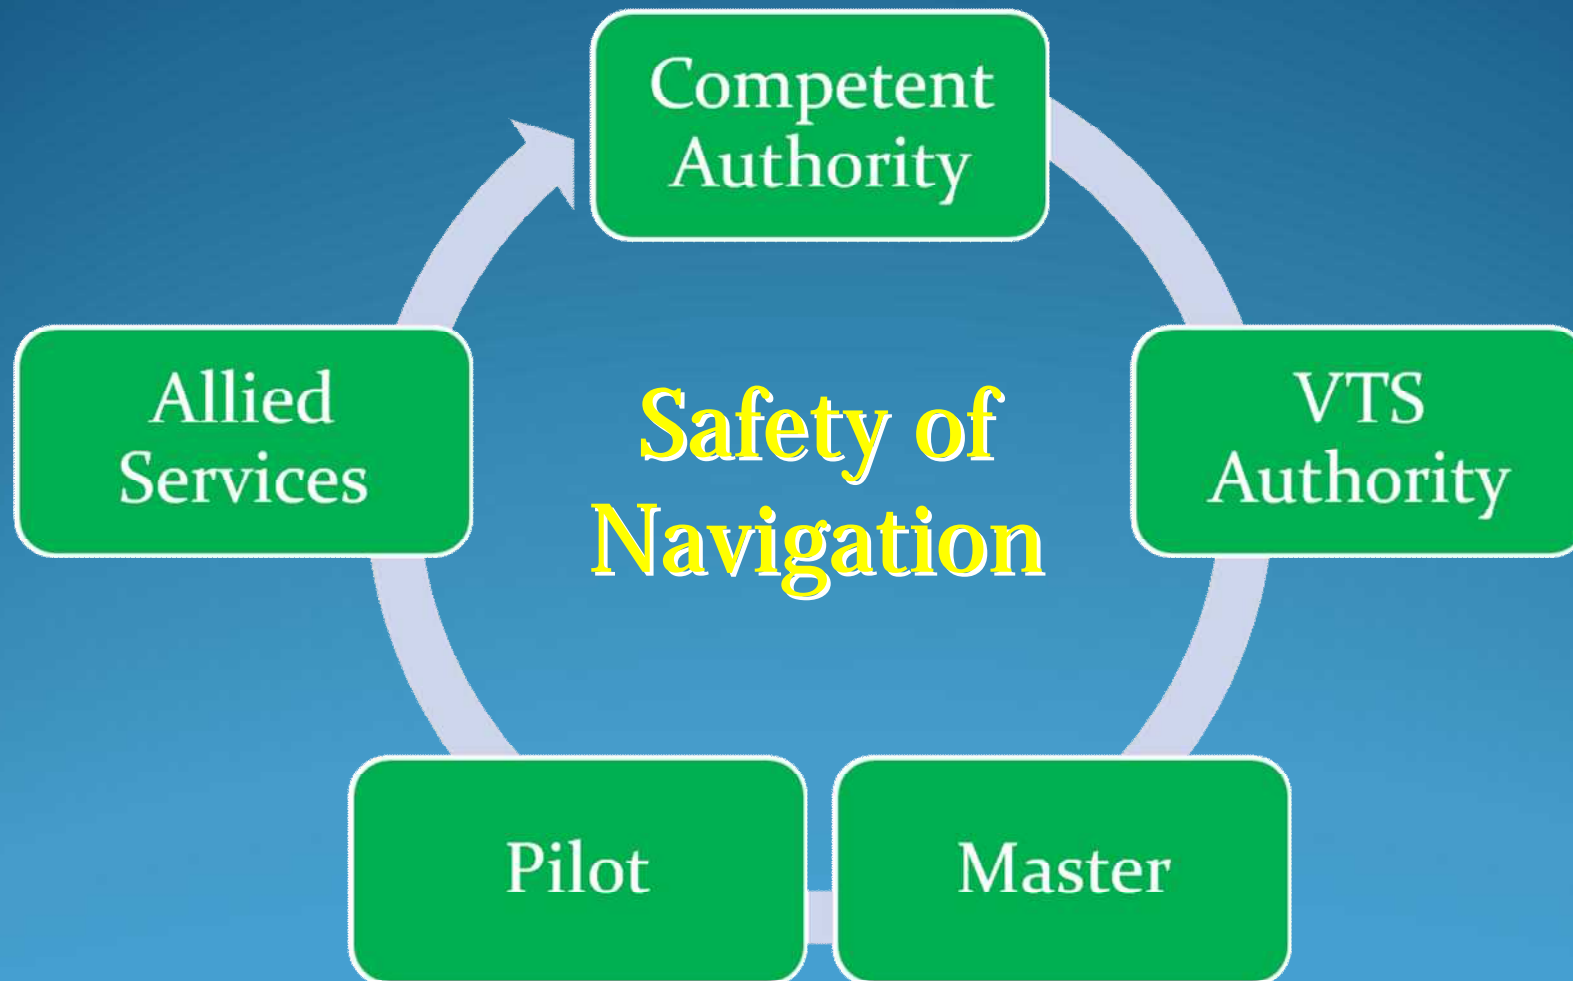 Competent
Authority
VTS
Authority
Master
Pilot
Allied
Services
Safety of
Navigation